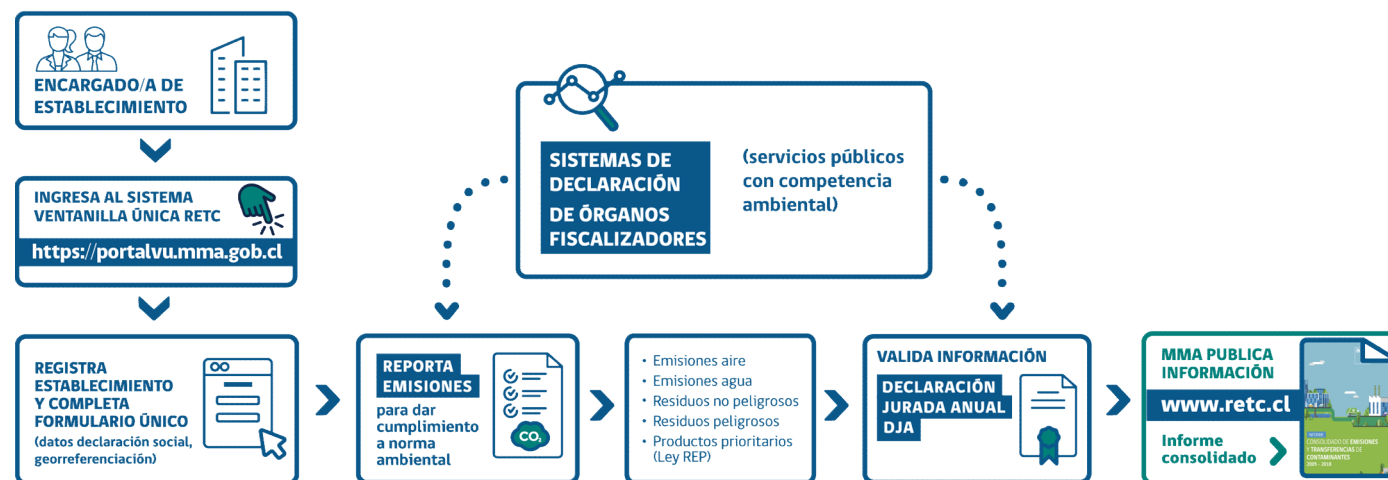 ENCARGADO/A DE
ESTABLECIMIENTO
INGRESA AL SISTEMA
VENTANILLA ÚNICA RETC
https://portalvu.mma.gob.cl
REGISTRA
ESTABLECIMIENTO
Y COMPLETA
FORMULARIO ÚNICO
(datos declaración social,
georreferenciación)
SISTEMAS DE
DECLARACIÓN
DE ÓRGANOS
FISCALIZADORES
(servicios públicos
con competencia
ambiental)
REPORTA
EMISIONES
para dar
cumplimiento
a norma
ambiental
CO₂
• Emisiones aire
• Emisiones agua
• Residuos no peligrosos
• Residuos peligrosos
• Productos prioritarios
(Ley REP)
VALIDA INFORMACIÓN
DECLARACIÓN
JURADA ANUAL
DJA
MMA PUBLICA
INFORMACIÓN
www.retc.cl
Informe
consolidado
CONSOLIDADO DE EMISIONES
Y TRANSFERENCIAS DE
CONTAMINANTES
2005 - 2018